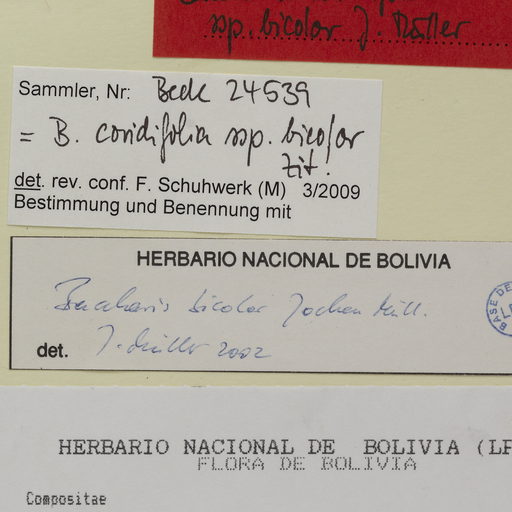 ssp. bicolor J. Müller
Sammler, Nr: Beck 24539
= B. coridifolia ssp. bicolor
Zit!
det. rev. conf. F. Schuhwerk (M) 3/2009
Bestimmung und Benennung mit
HERBARIO NACIONAL DE BOLIVIA
Baccharis bicolor Jochen Müll.
det. J. Müller 2002
BASE DE
HERBARIO NACIONAL DE BOLIVIA (LP
FLORA DE BOLIVIA
Compositae